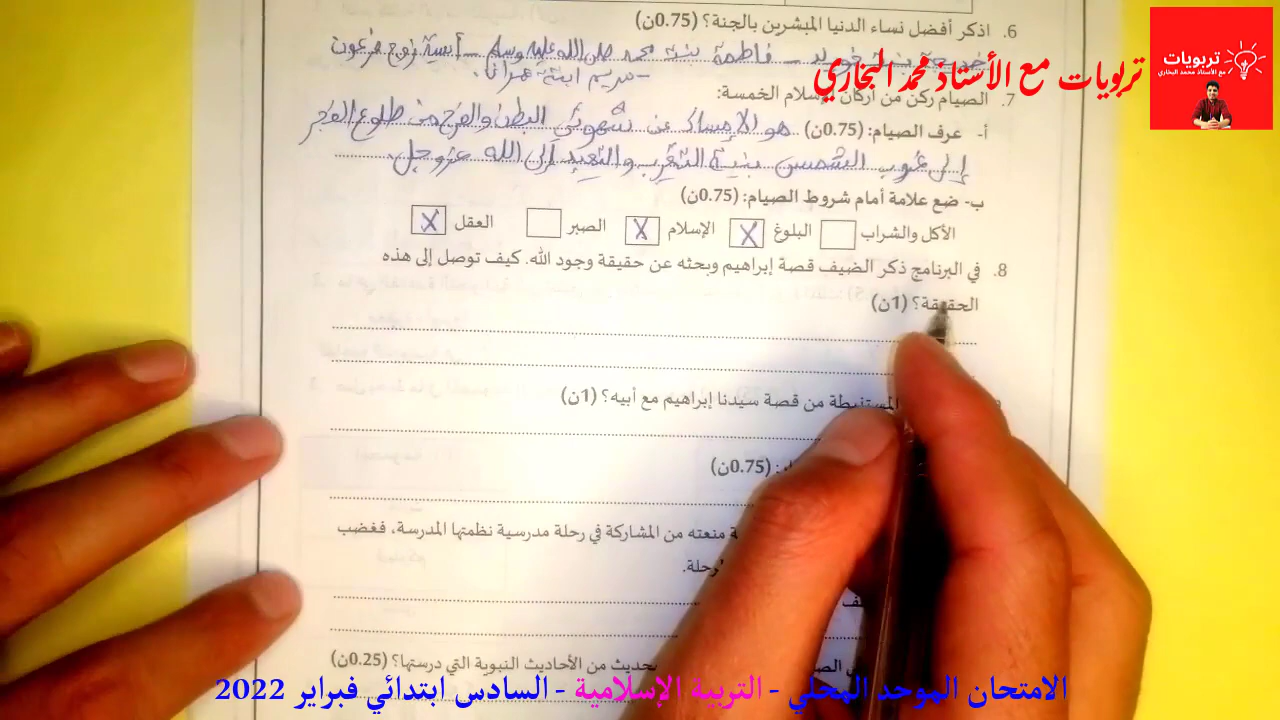 6. اذكر أفضل نساء الدنيا المبشرين بالجنة؟ (0.75ن)
فاطمة بنت محمد صلى الله عليه وسلم - آسية زوج فرعون
- مريم ابنة عمران.
تربويات مع الأستاذ محمد البخاري
تربويات
مع الأستاذ محمد البخاري
7. الصيام ركن من أركان الإسلام الخمسة:
أ- عرف الصيام: (0.75ن) هو الإمساك عن شهوتي البطن والفرج من طلوع الفجر
إلى غروب الشمس بنية التقرب والتعبد إلى الله عز وجل.
ب- ضع علامة أمام شروط الصيام: (0.75ن)
الأكل والشراب البلوغ X الإسلام X الصبر العقل X
8. في البرنامج ذكر الضيف قصة إبراهيم وبحثه عن حقيقة وجود الله. كيف توصل إلى هذه
الحقيقة؟ (1ن)
المستنبطة من قصة سيدنا إبراهيم مع أبيه؟ (1ن)
(0.75ن)
منعته من المشاركة في رحلة مدرسية نظمتها المدرسة، فغضب
الرحلة.
بحديث من الأحاديث النبوية التي درستها؟ (0.25ن)
الامتحان الموحد المحلي - التربية الإسلامية - السادس ابتدائي فبراير 2022